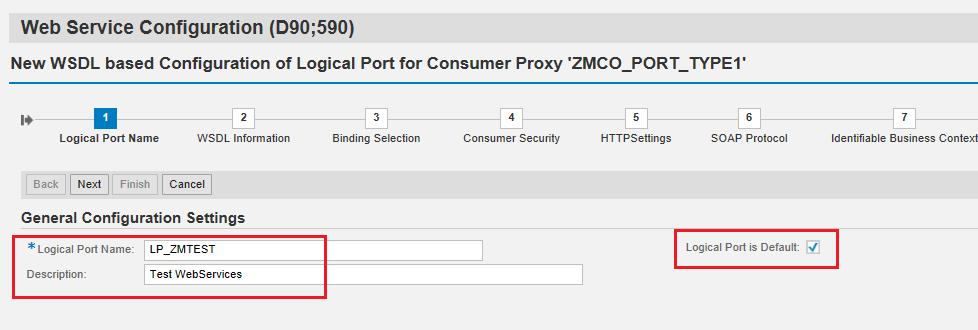 Web Service Configuration (D90;590)
New WSDL based Configuration of Logical Port for Consumer Proxy 'ZMCO_PORT_TYPE1'
1 2 3 4 5 6 7
Logical Port Name WSDL Information Binding Selection Consumer Security HTTPSettings SOAP Protocol Identifiable Business Context
Back Next Finish Cancel
General Configuration Settings
* Logical Port Name: LP_ZMTEST Logical Port is Default:
Description: Test WebServices